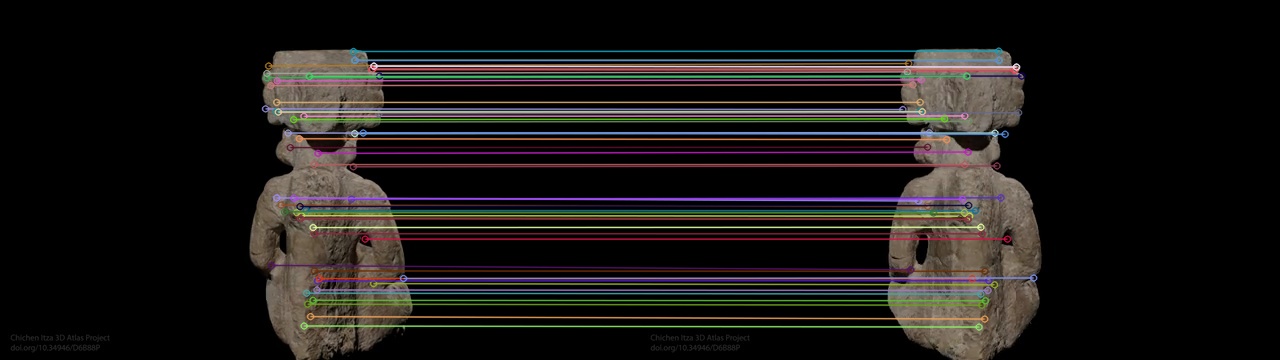 Chichen Itza 3D Atlas Project
doi.org/10.34946/D6B88P
Chichen Itza 3D Atlas Project
doi.org/10.34946/D6B88P